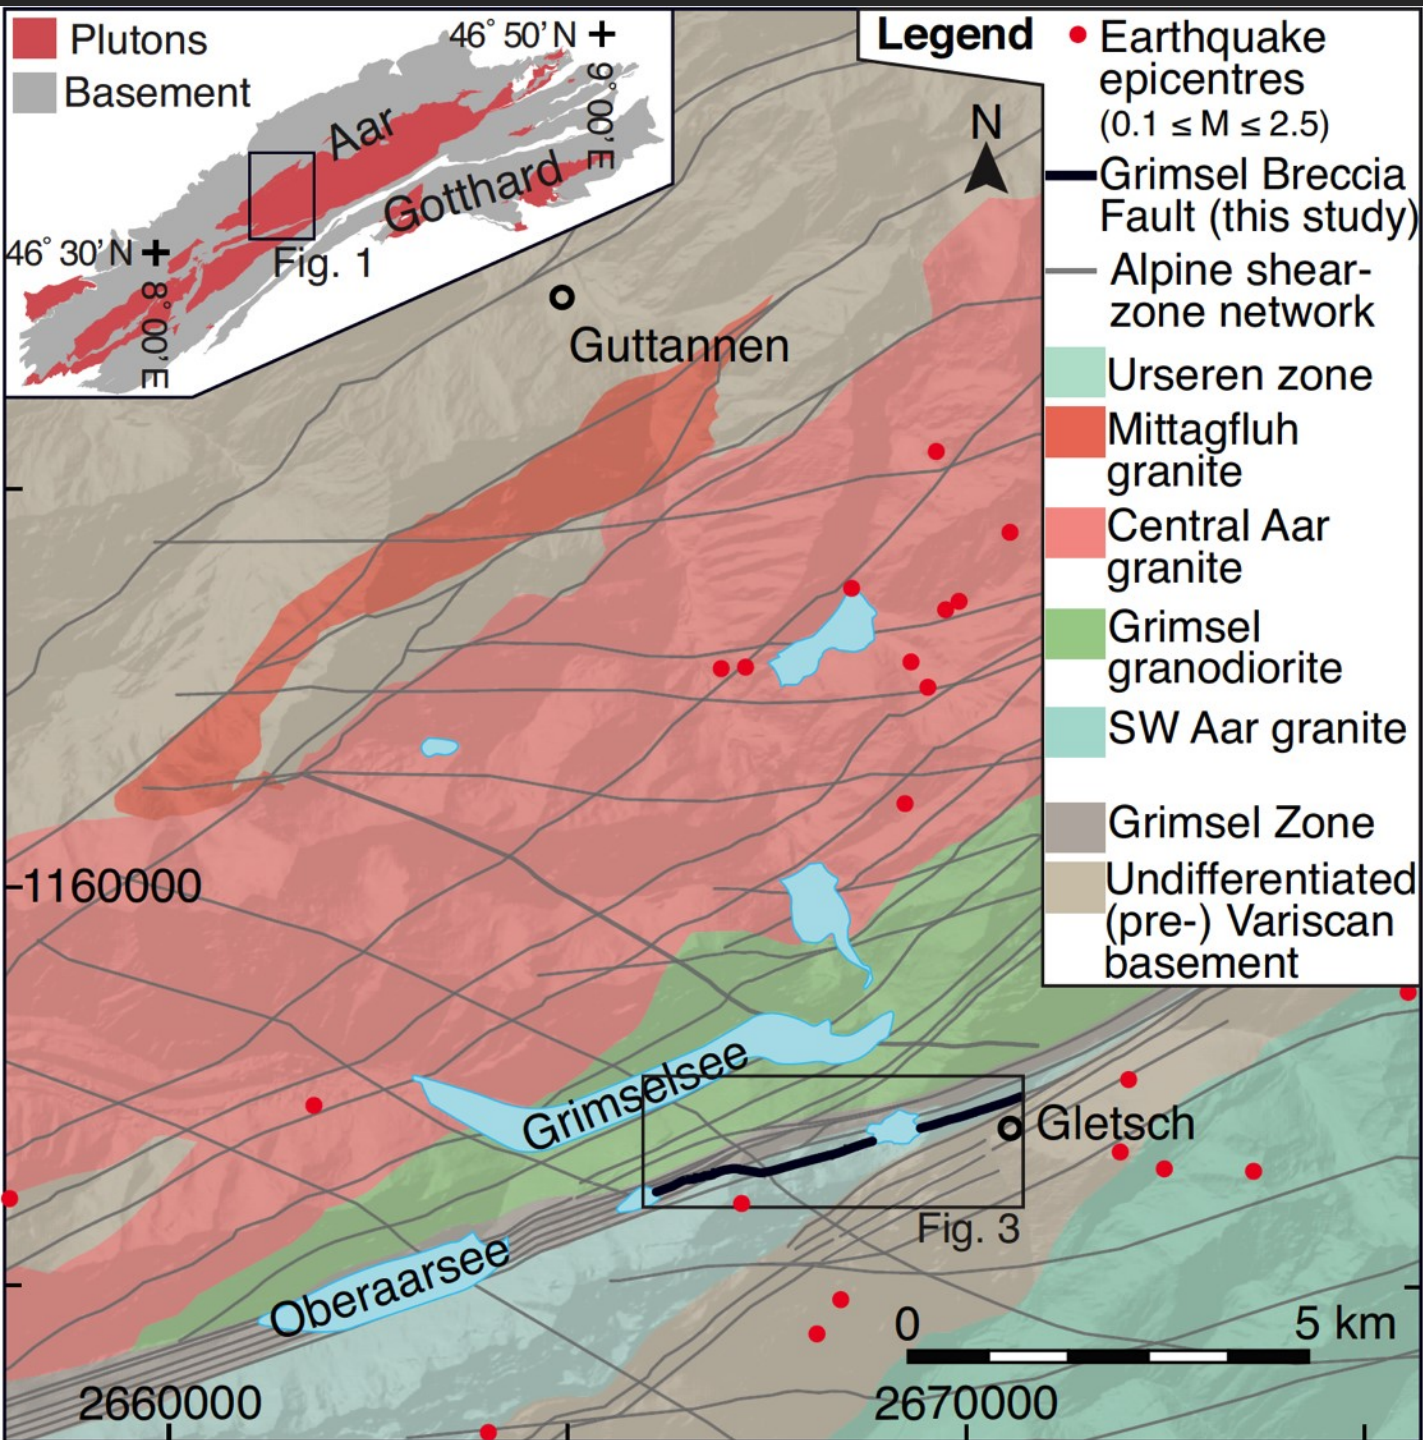 Plutons
Basement
46° 50' N
9° 00'E
Aar
Gotthard
46° 30' N
8° 00'E
Fig. 1
Legend
Earthquake
epicentres
(0.1 ≤ M ≤ 2.5)
Grimsel Breccia
Fault (this study)
Alpine shear-
zone network
Urseren zone
Mittagfluh
granite
Central Aar
granite
Grimsel
granodiorite
SW Aar granite
Grimsel Zone
Undifferentiated
(pre-) Variscan
basement
N
Guttannen
1160000
Grimselsee
Gletsch
Fig. 3
Oberaarsee
0 5 km
2660000
2670000